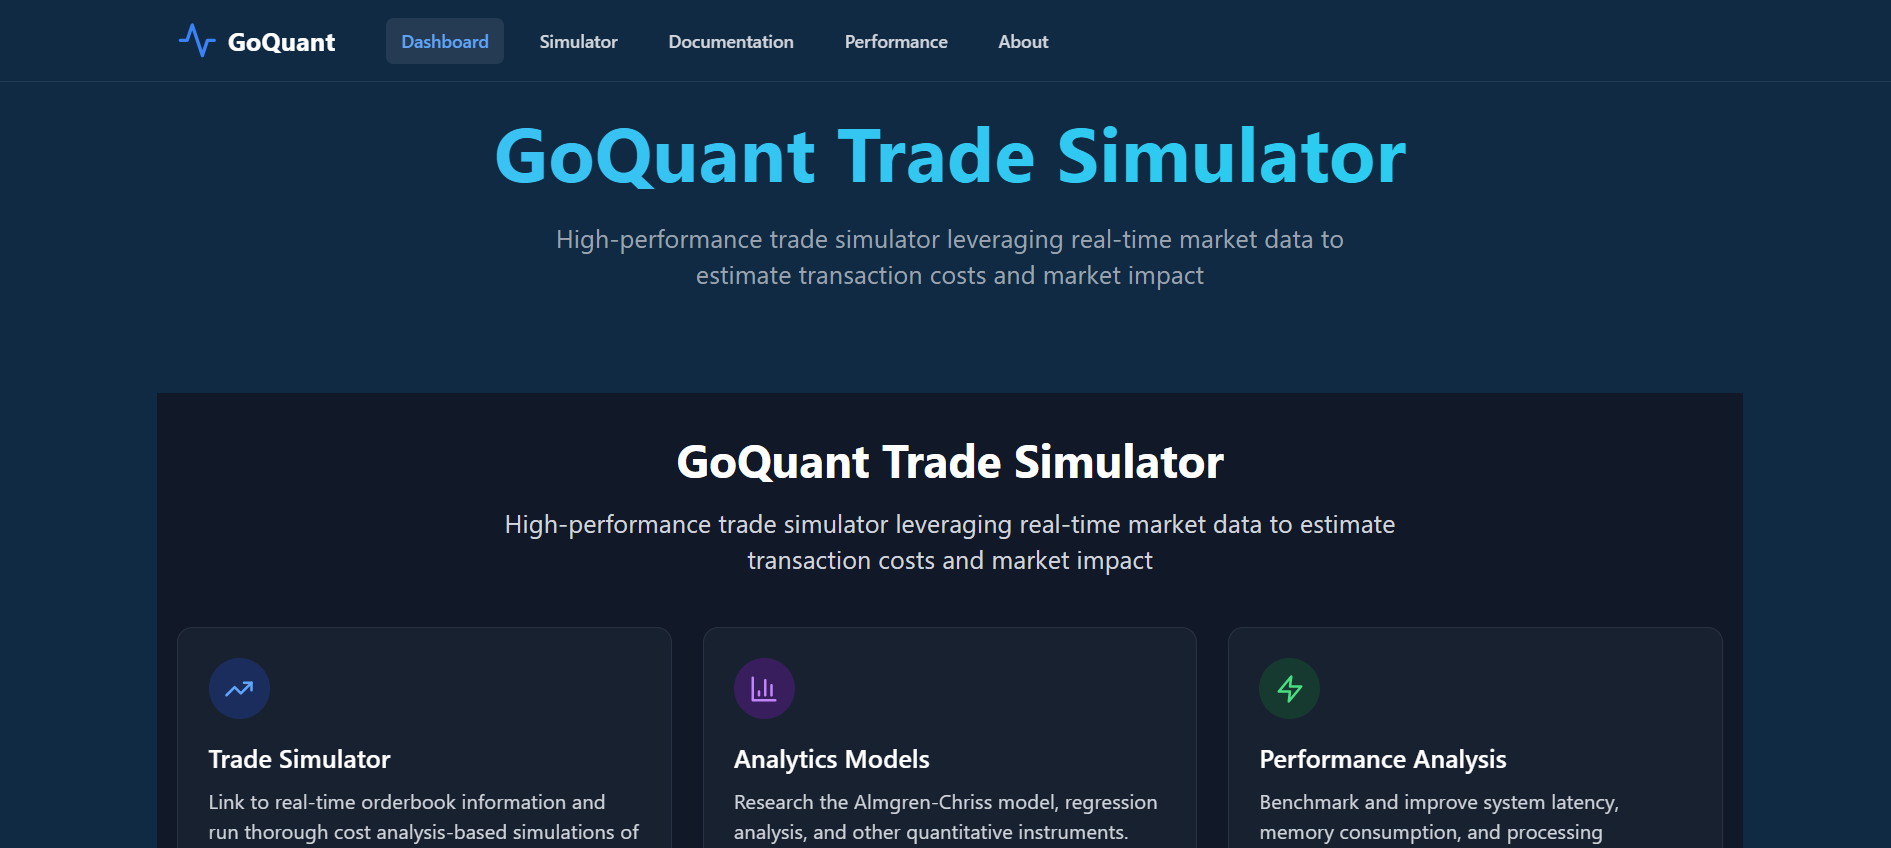 GoQuant
Dashboard
Simulator
Documentation
Performance
About
GoQuant Trade Simulator
High-performance trade simulator leveraging real-time market data to
estimate transaction costs and market impact
GoQuant Trade Simulator
High-performance trade simulator leveraging real-time market data to estimate
transaction costs and market impact
Trade Simulator
Link to real-time orderbook information and
run thorough cost analysis-based simulations of
Analytics Models
Research the Almgren-Chriss model, regression
analysis, and other quantitative instruments.
Performance Analysis
Benchmark and improve system latency,
memory consumption, and processing